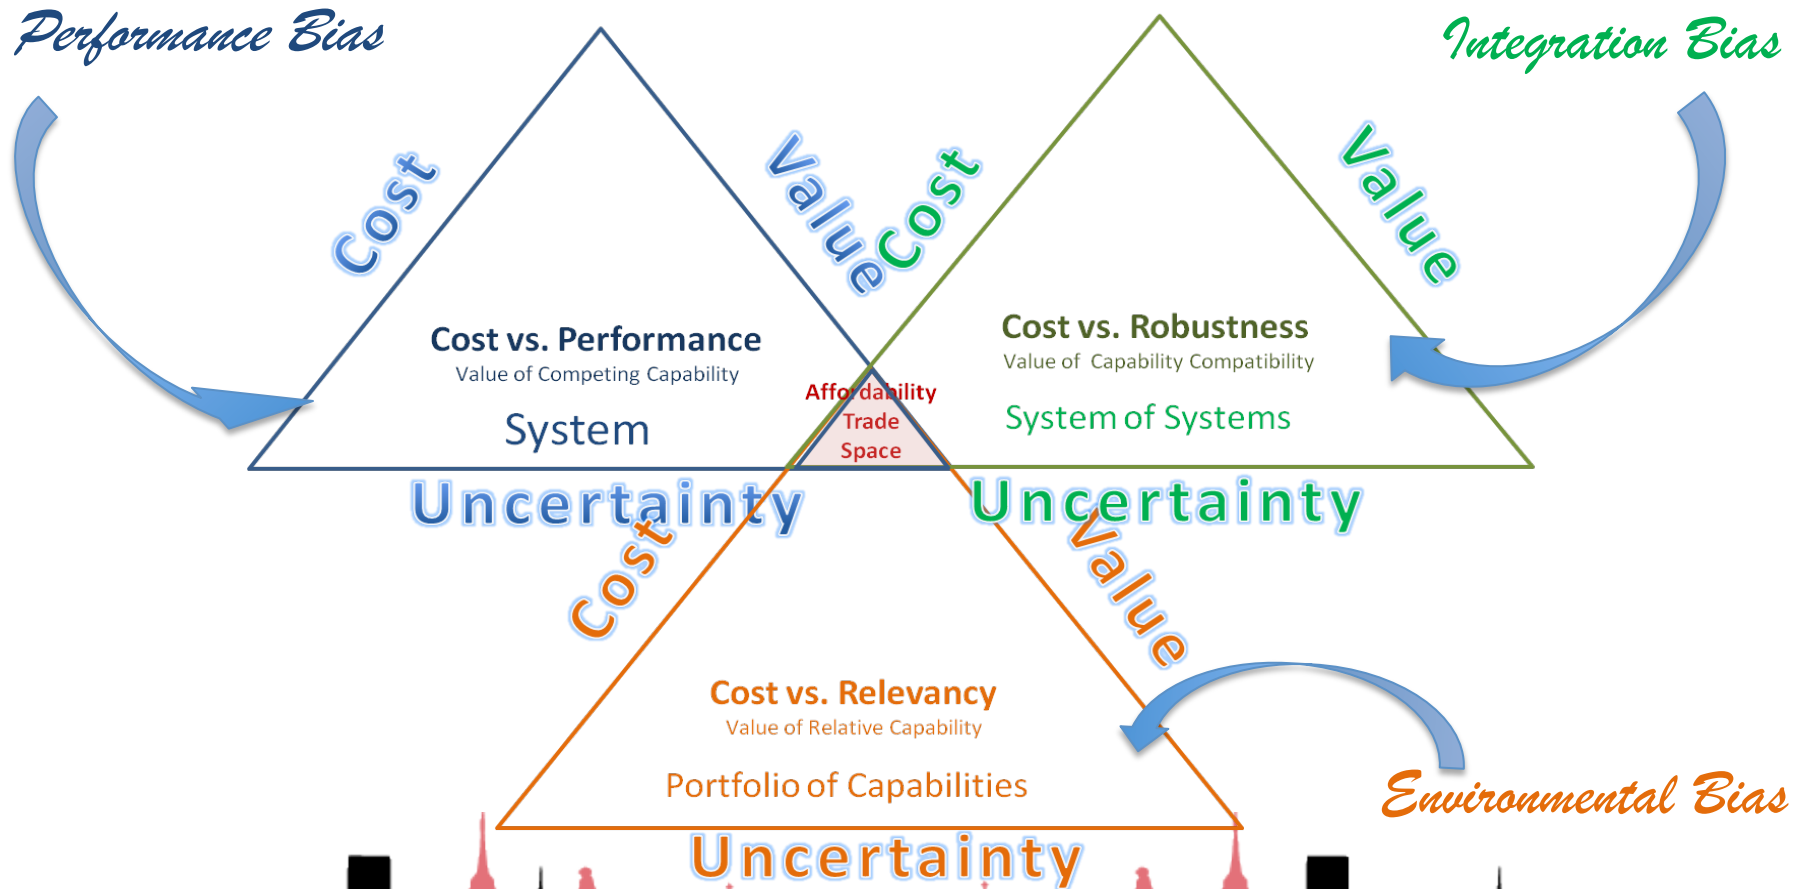 Performance Bias
Integration Bias
Cost
Value
Cost
Value
Cost vs. Performance
Value of Competing Capability
System
Cost vs. Robustness
Value of Capability Compatibility
System of Systems
Affordability
Trade
Space
Uncertainty
Uncertainty
Cost
Value
Cost vs. Relevancy
Value of Relative Capability
Portfolio of Capabilities
Environmental Bias
Uncertainty